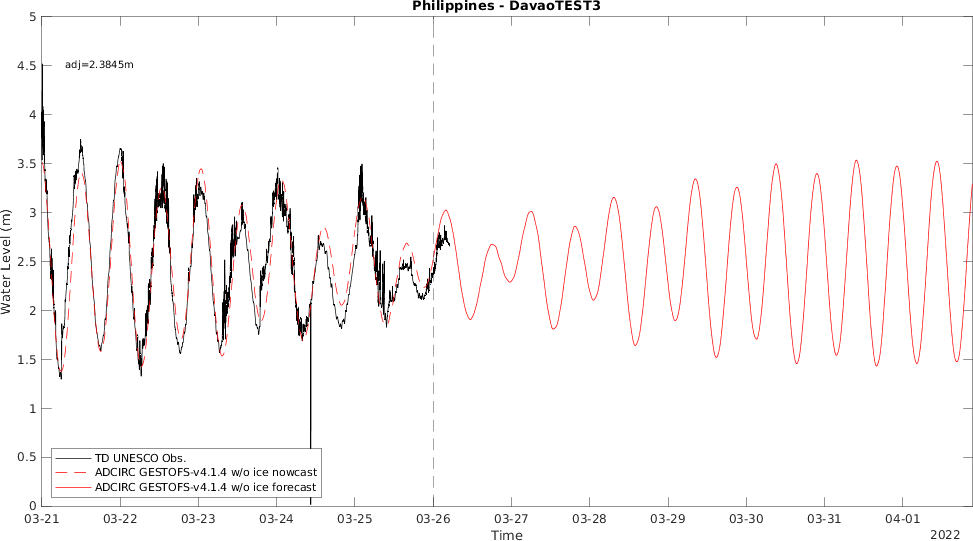 Philippines - DavaoTEST3
5
4.5
4
3.5
3
2.5
2
1.5
1
0.5
0
Water Level (m)
adj=2.3845m
TD UNESCO Obs.
ADCIRC GESTOFS-v4.1.4 w/o ice nowcast
ADCIRC GESTOFS-v4.1.4 w/o ice forecast
03-21 03-22 03-23 03-24 03-25 03-26 03-27 03-28 03-29 03-30 03-31 04-01
Time
2022